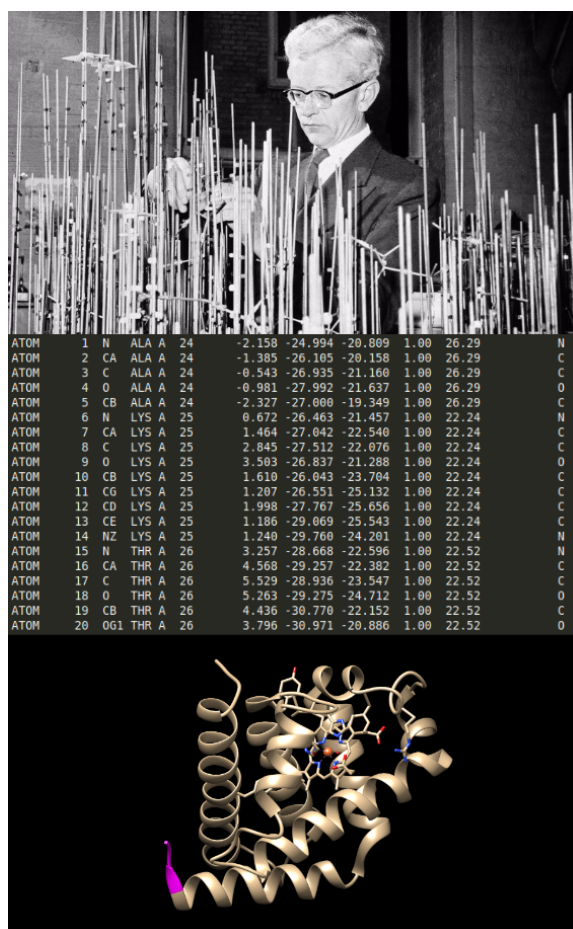 ATOM 1 N ALA A 24 -2.158 -24.994 -20.809 1.00 26.29 N
ATOM 2 CA ALA A 24 -1.385 -26.105 -20.158 1.00 26.29 C
ATOM 3 C ALA A 24 -0.543 -26.935 -21.160 1.00 26.29 C
ATOM 4 O ALA A 24 -0.981 -27.992 -21.637 1.00 26.29 O
ATOM 5 CB ALA A 24 -2.327 -27.000 -19.349 1.00 26.29 C
ATOM 6 N LYS A 25 0.672 -26.463 -21.457 1.00 22.24 N
ATOM 7 CA LYS A 25 1.464 -27.042 -22.540 1.00 22.24 C
ATOM 8 C LYS A 25 2.845 -27.512 -22.076 1.00 22.24 C
ATOM 9 O LYS A 25 3.503 -26.837 -21.288 1.00 22.24 O
ATOM 10 CB LYS A 25 1.610 -26.043 -23.704 1.00 22.24 C
ATOM 11 CG LYS A 25 1.207 -26.551 -25.132 1.00 22.24 C
ATOM 12 CD LYS A 25 1.998 -27.767 -25.656 1.00 22.24 C
ATOM 13 CE LYS A 25 1.186 -29.069 -25.543 1.00 22.24 C
ATOM 14 NZ LYS A 25 1.240 -29.760 -24.201 1.00 22.24 N
ATOM 15 N THR A 26 3.257 -28.668 -22.596 1.00 22.52 N
ATOM 16 CA THR A 26 4.568 -29.257 -22.382 1.00 22.52 C
ATOM 17 C THR A 26 5.529 -28.936 -23.547 1.00 22.52 C
ATOM 18 O THR A 26 5.263 -29.275 -24.712 1.00 22.52 O
ATOM 19 CB THR A 26 4.436 -30.770 -22.152 1.00 22.52 C
ATOM 20 OG1 THR A 26 3.796 -30.971 -20.886 1.00 22.52 O